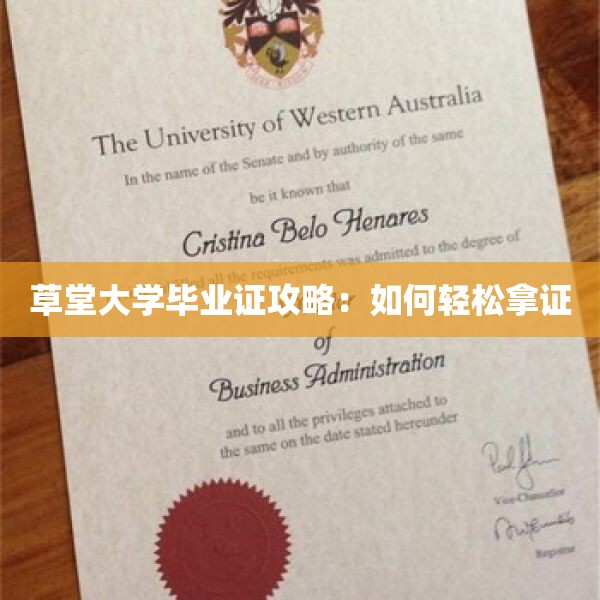 The University of Western Australia
In the name of the Senate and by authority of the same
be it known that
Cristina Belo Henares
all the requirements was admitted to the degree of
草堂大学毕业证攻略：如何轻松拿证
of
Business Administration
and to all the privileges attached to
the same on the date stated hereunder
Vice-Chancellor
Registrar